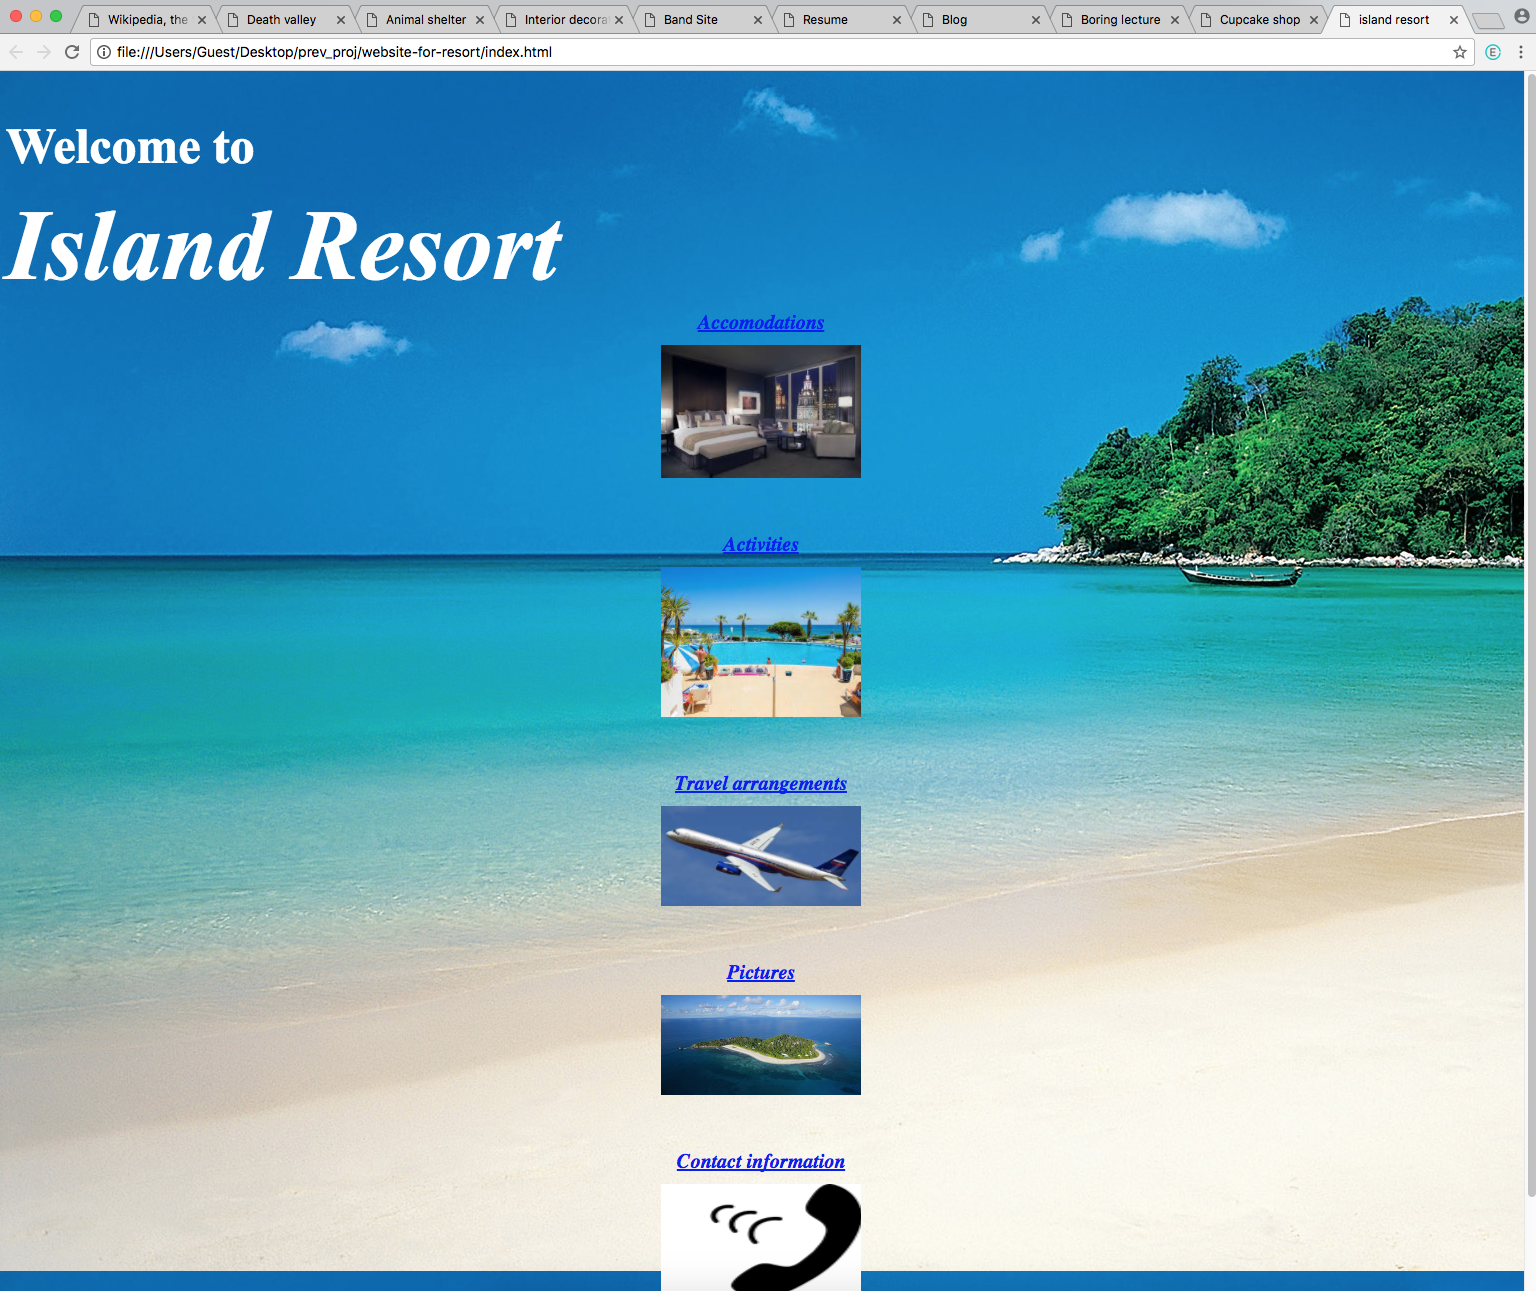 Wikipedia, the
Death valley
Animal shelter
Interior decora
Band Site
Resume
Blog
Boring lecture
Cupcake shop
island resort
file:///Users/Guest/Desktop/prev_proj/website-for-resort/index.html
E
Welcome to
Island Resort
Accomodations
Activities
Travel arrangements
Pictures
Contact information